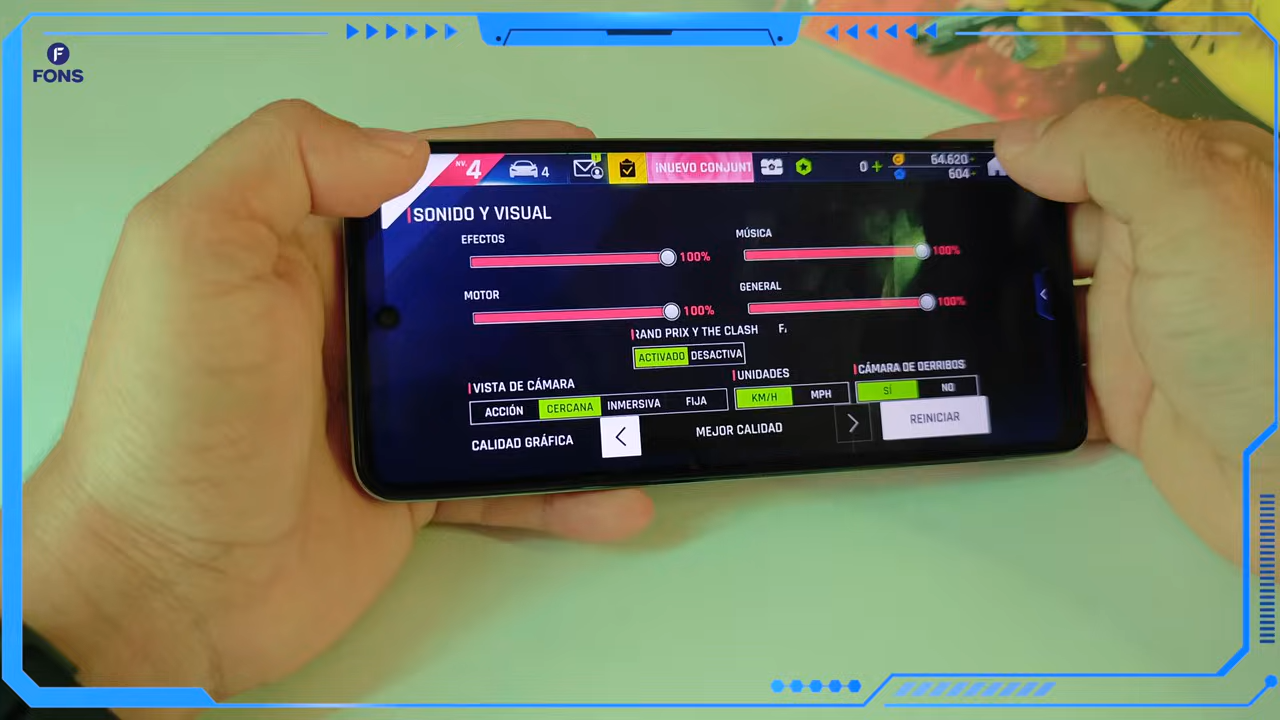 FONS
NV. 4
4
¡NUEVO CONJUNT
0 +
64.620
604
SONIDO Y VISUAL
EFECTOS
100%
MÚSICA
100%
MOTOR
100%
GENERAL
100%
RAND PRIX Y THE CLASH
ACTIVADO DESACTIVA
VISTA DE CÁMARA
ACCIÓN CERCANA INMERSIVA FIJA
UNIDADES
KM/H MPH
CÁMARA DE DERRIBOS
SÍ NO
CALIDAD GRÁFICA
MEJOR CALIDAD
REINICIAR